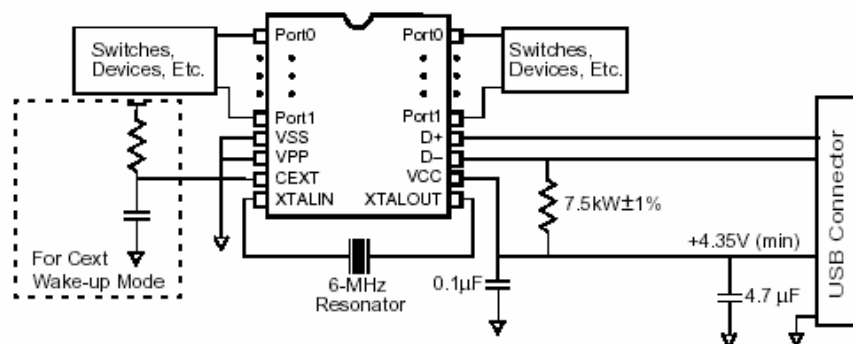 Switches,
Devices, Etc.
Port0
Port0
Switches,
Devices, Etc.
Port1
Port1
VSS
D+
VPP
D–
CEXT
VCC
XTALIN
XTALOUT
7.5kW±1%
+4.35V (min)
For Cext
Wake-up Mode
6-MHz
Resonator
0.1µF
4.7 µF
USB Connector